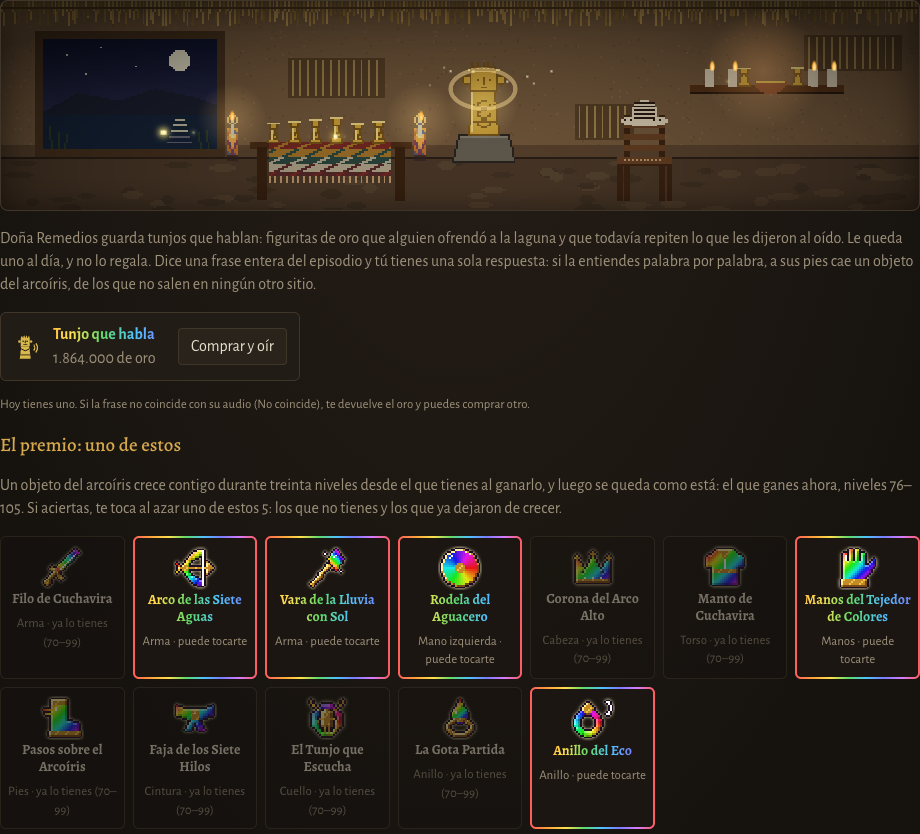 Doña Remedios guarda tunjos que hablan: figuritas de oro que alguien ofrendó a la laguna y que todavía repiten lo que les dijeron al oído. Le queda
uno al día, y no lo regala. Dice una frase entera del episodio y tú tienes una sola respuesta: si la entiendes palabra por palabra, a sus pies cae un objeto
del arcoíris, de los que no salen en ningún otro sitio.
Tunjo que habla
1.864.000 de oro
Comprar y oír
Hoy tienes uno. Si la frase no coincide con su audio (No coincide), te devuelve el oro y puedes comprar otro.
El premio: uno de estos
Un objeto del arcoíris crece contigo durante treinta niveles desde el que tienes al ganarlo, y luego se queda como está: el que ganes ahora, niveles 76–
105. Si aciertas, te toca al azar uno de estos 5: los que no tienes y los que ya dejaron de crecer.
Filo de Cuchavira
Arma · ya lo tienes
(70–99)
Arco de las Siete
Aguas
Arma · puede tocarte
Vara de la Lluvia
con Sol
Arma · puede tocarte
Rodela del
Aguacero
Mano izquierda ·
puede tocarte
Corona del Arco
Alto
Cabeza · ya lo tienes
(70–99)
Manto de
Cuchavira
Torso · ya lo tienes
(70–99)
Manos del Tejedor
de Colores
Manos · puede
tocarte
Pasos sobre el
Arcoíris
Pies · ya lo tienes (70–
99)
Faja de los Siete
Hilos
Cintura · ya lo tienes
(70–99)
El Tunjo que
Escucha
Cuello · ya lo tienes
(70–99)
La Gota Partida
Anillo · ya lo tienes
(70–99)
Anillo del Eco
Anillo · puede tocarte